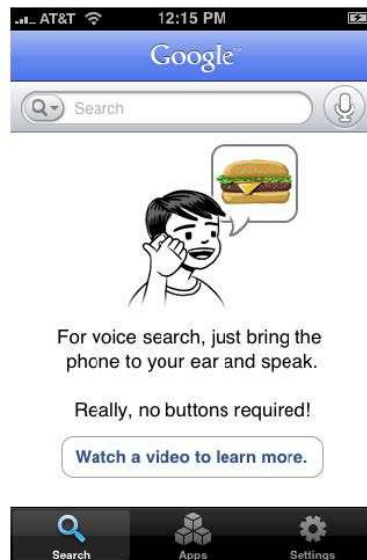 AT&T 12:15 PM
Google
Search
For voice search, just bring the
phone to your ear and speak.
Really, no buttons required!
Watch a video to learn more.
Search Apps Settings